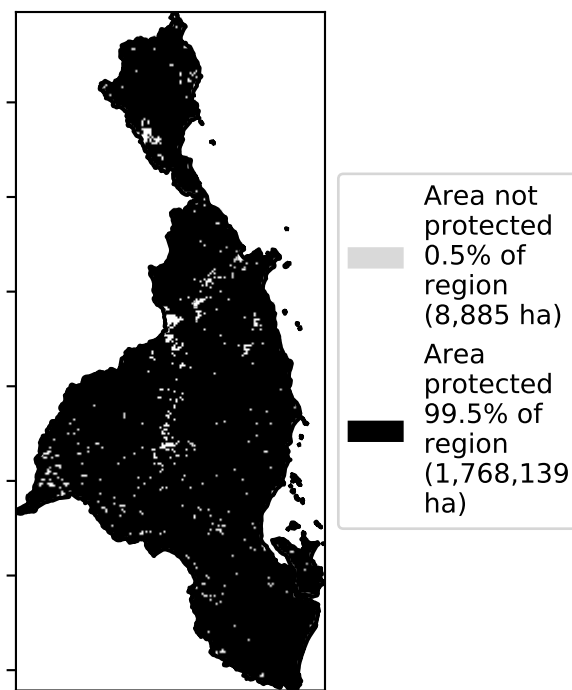 Area not
protected
0.5% of
region
(8,885 ha)
Area
protected
99.5% of
region
(1,768,139
ha)